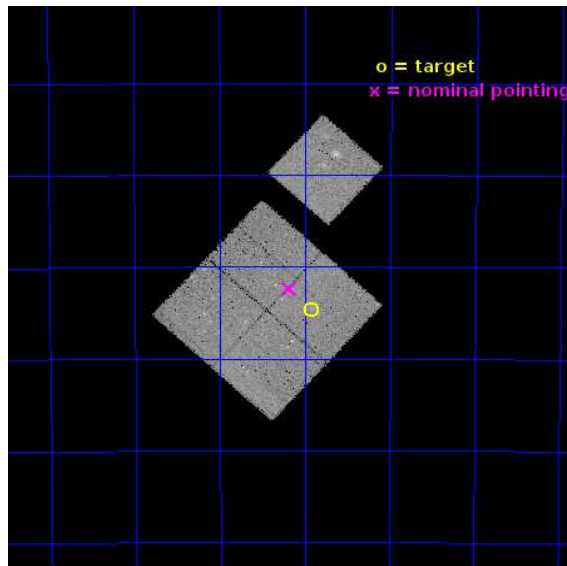 o = target
x = nominal pointing